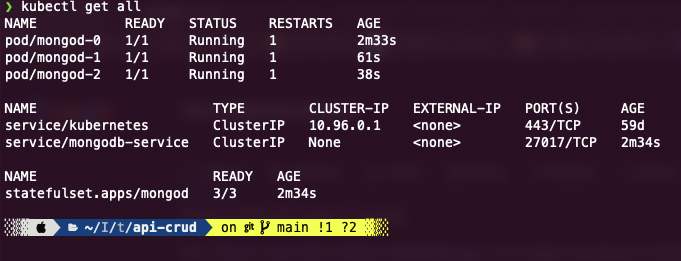 ❯ kubectl get all
NAME READY STATUS RESTARTS AGE
pod/mongod-0 1/1 Running 1 2m33s
pod/mongod-1 1/1 Running 1 61s
pod/mongod-2 1/1 Running 1 38s
NAME TYPE CLUSTER-IP EXTERNAL-IP PORT(S) AGE
service/kubernetes ClusterIP 10.96.0.1 <none> 443/TCP 59d
service/mongodb-service ClusterIP None <none> 27017/TCP 2m34s
NAME READY AGE
statefulset.apps/mongod 3/3 2m34s
~/I/t/api-crud on git main !1 ?2